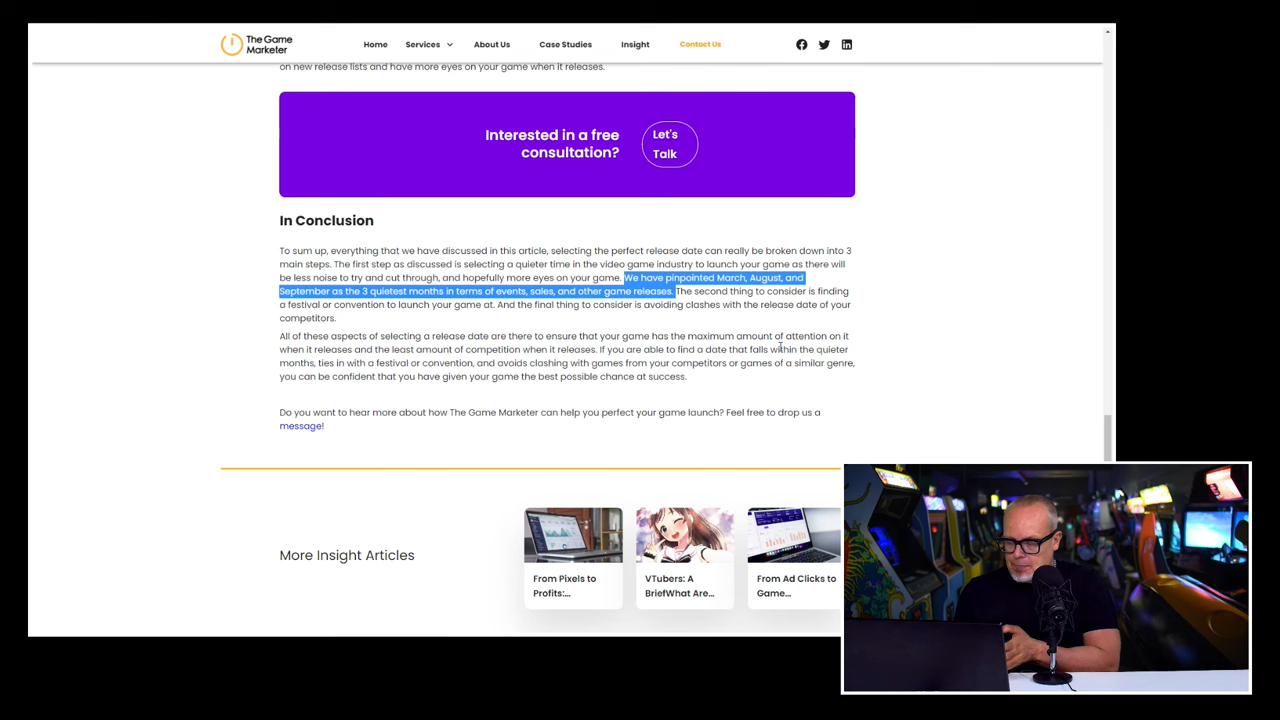 The Game
Marketer
Home Services About Us Case Studies Insight Contact Us
on new release lists and have more eyes on your game when it releases.
Interested in a free
consultation?
Let's
Talk
In Conclusion
To sum up, everything that we have discussed in this article, selecting the perfect release date can really be broken down into 3
main steps. The first step as discussed is selecting a quieter time in the video game industry to launch your game as there will
be less noise to try and cut through, and hopefully more eyes on your game. We have pinpointed March, August, and
September as the 3 quietest months in terms of events, sales, and other game releases. The second thing to consider is finding
a festival or convention to launch your game at. And the final thing to consider is avoiding clashes with the release date of your
competitors.
All of these aspects of selecting a release date are there to ensure that your game has the maximum amount of attention on it
when it releases and the least amount of competition when it releases. If you are able to find a date that falls within the quieter
months, ties in with a festival or convention, and avoids clashing with games from your competitors or games of a similar genre,
you can be confident that you have given your game the best possible chance at success.
Do you want to hear more about how The Game Marketer can help you perfect your game launch? Feel free to drop us a
message!
More Insight Articles
From Pixels to
Profits:...
VTubers: A
BriefWhat Are...
From Ad Clicks to
Game...